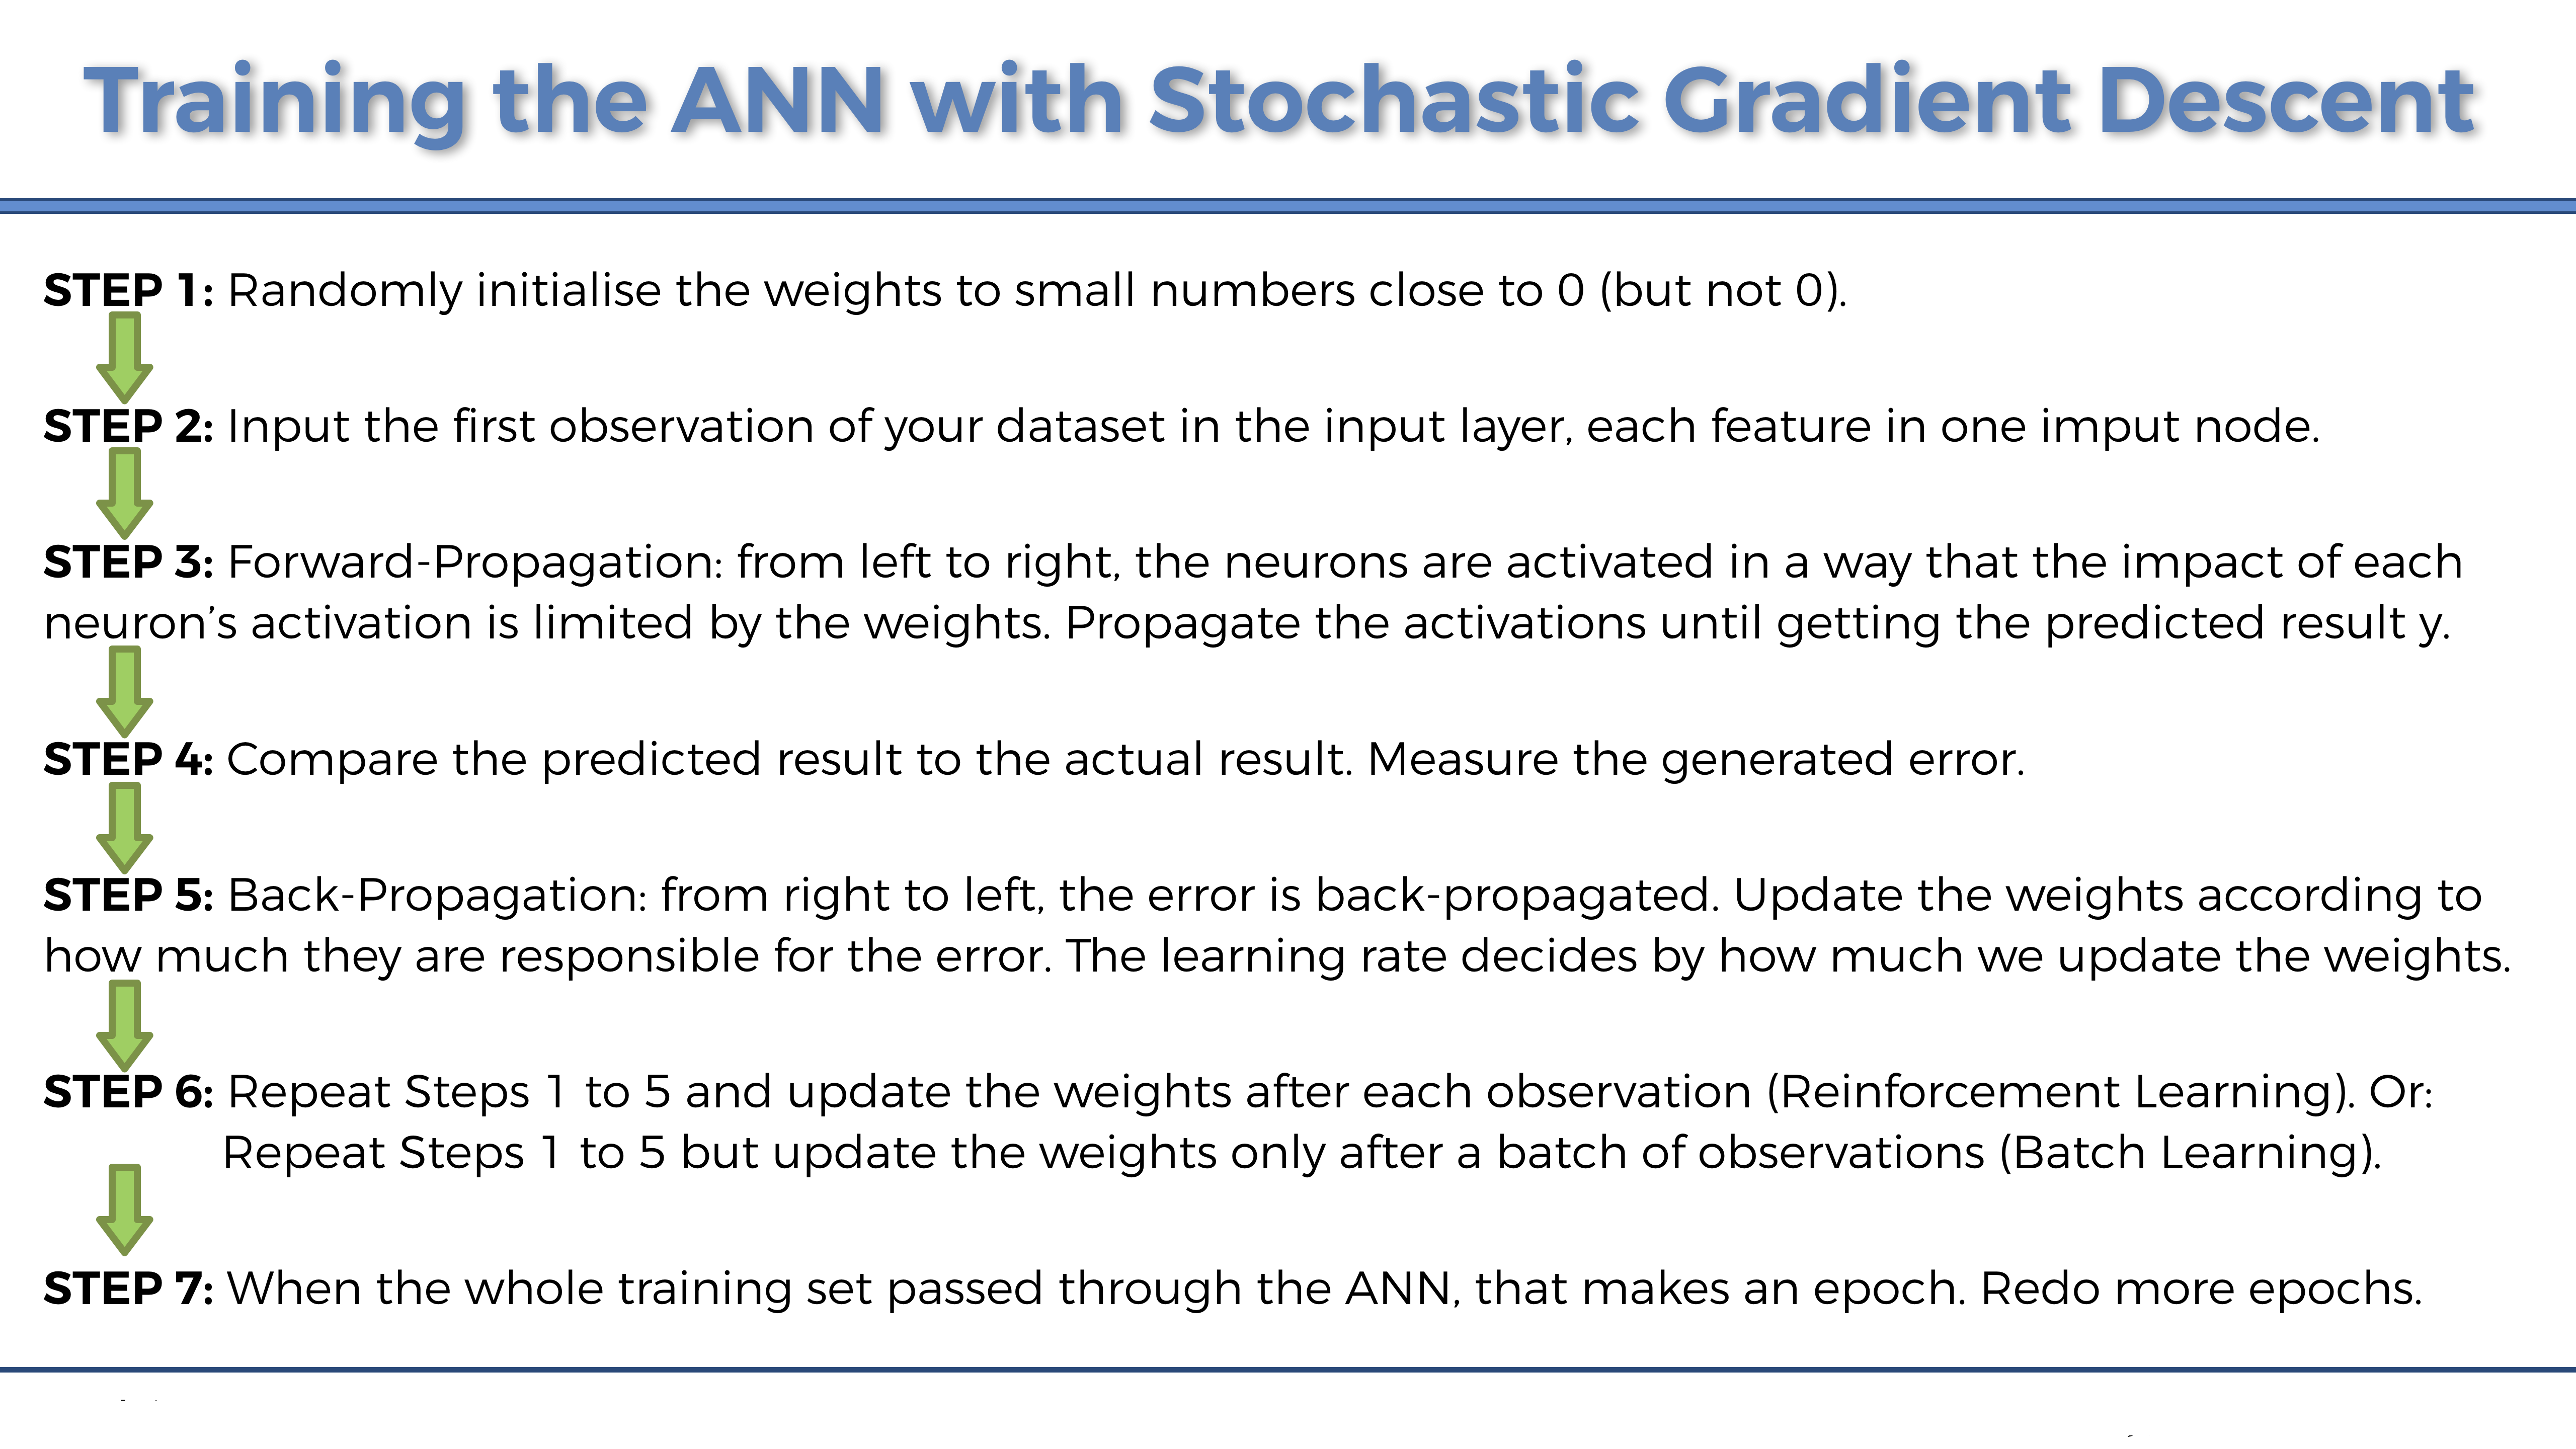 Training the ANN with Stochastic Gradient Descent
STEP 1: Randomly initialise the weights to small numbers close to 0 (but not 0).
STEP 2: Input the first observation of your dataset in the input layer, each feature in one imput node.
STEP 3: Forward-Propagation: from left to right, the neurons are activated in a way that the impact of each
neuron’s activation is limited by the weights. Propagate the activations until getting the predicted result y.
STEP 4: Compare the predicted result to the actual result. Measure the generated error.
STEP 5: Back-Propagation: from right to left, the error is back-propagated. Update the weights according to
how much they are responsible for the error. The learning rate decides by how much we update the weights.
STEP 6: Repeat Steps 1 to 5 and update the weights after each observation (Reinforcement Learning). Or:
Repeat Steps 1 to 5 but update the weights only after a batch of observations (Batch Learning).
STEP 7: When the whole training set passed through the ANN, that makes an epoch. Redo more epochs.